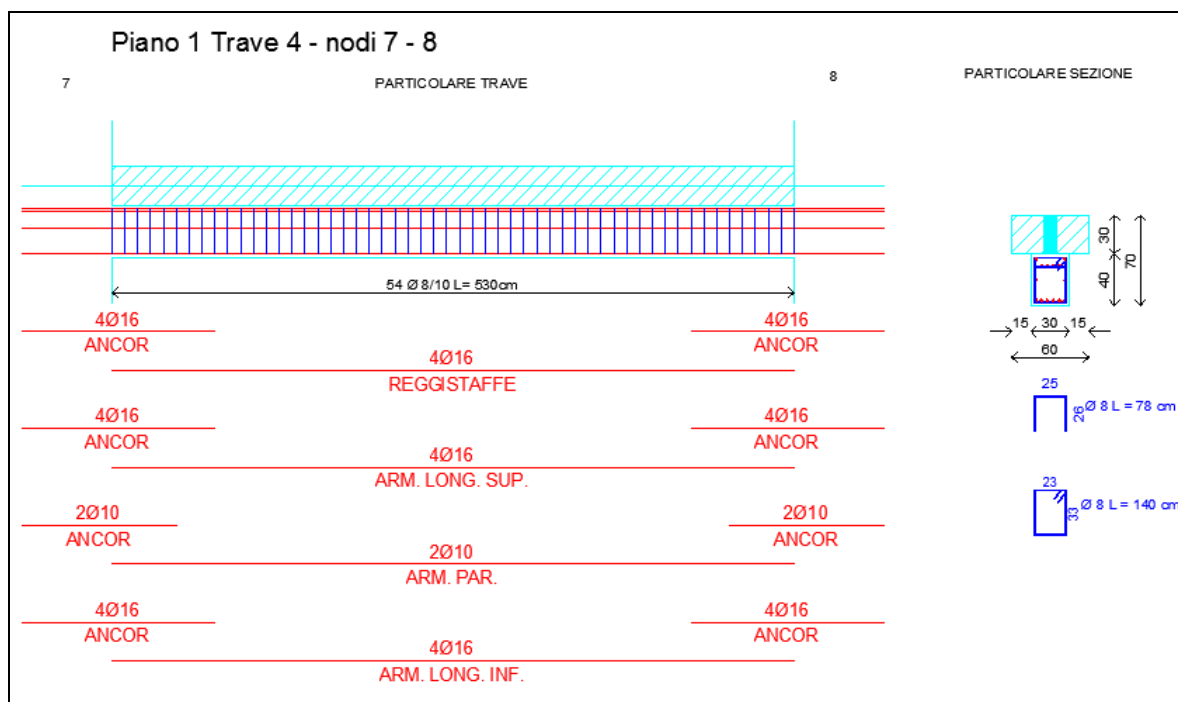 Piano 1 Trave 4 - nodi 7 - 8
7
PARTICOLARE TRAVE
8
PARTICOLARE SEZIONE
54 Ø 8/10 L= 530cm
30
40
70
15 30 15
60
4Ø16
ANCOR
4Ø16
ANCOR
4Ø16
REGGISTAFFE
25
26
Ø 8 L = 78 cm
4Ø16
ANCOR
4Ø16
ANCOR
4Ø16
ARM. LONG. SUP.
23
33
Ø 8 L = 140 cm
2Ø10
ANCOR
2Ø10
ANCOR
2Ø10
ARM. PAR.
4Ø16
ANCOR
4Ø16
ANCOR
4Ø16
ARM. LONG. INF.